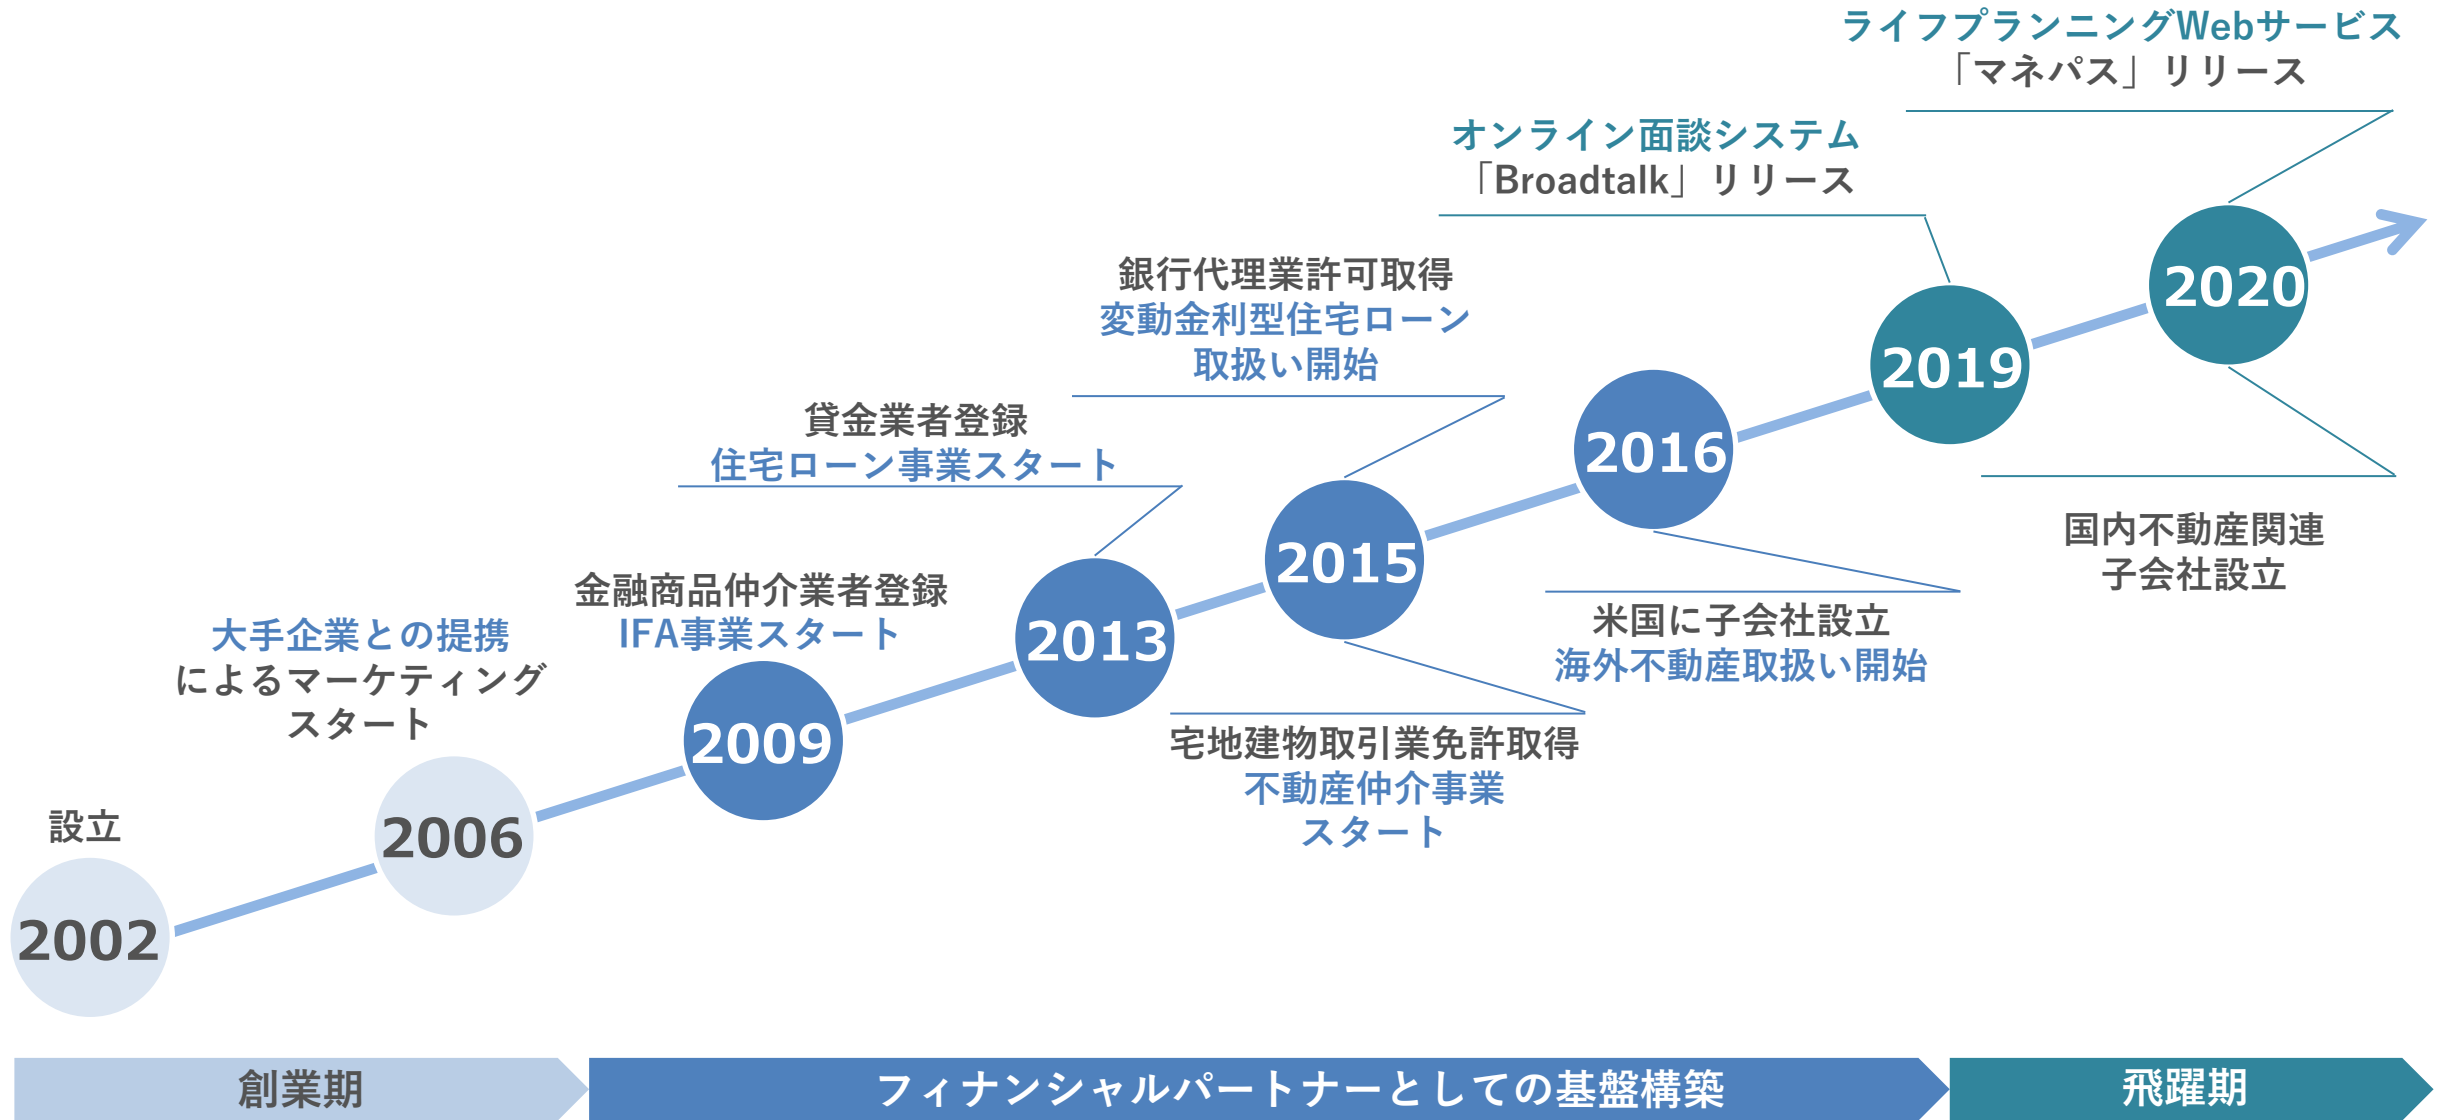 ライフプランニングWebサービス
「マネパス」リリース
オンライン面談システム
「Broadtalk」リリース
銀行代理業許可取得
変動金利型住宅ローン
取扱い開始
貸金業者登録
住宅ローン事業スタート
金融商品仲介業者登録
IFA事業スタート
大手企業との提携
によるマーケティング
スタート
設立
2002
2006
2009
2013
2015
2016
2019
2020
国内不動産関連
子会社設立
米国に子会社設立
海外不動産取扱い開始
宅地建物取引業免許取得
不動産仲介事業
スタート
創業期
フィナンシャルパートナーとしての基盤構築
飛躍期